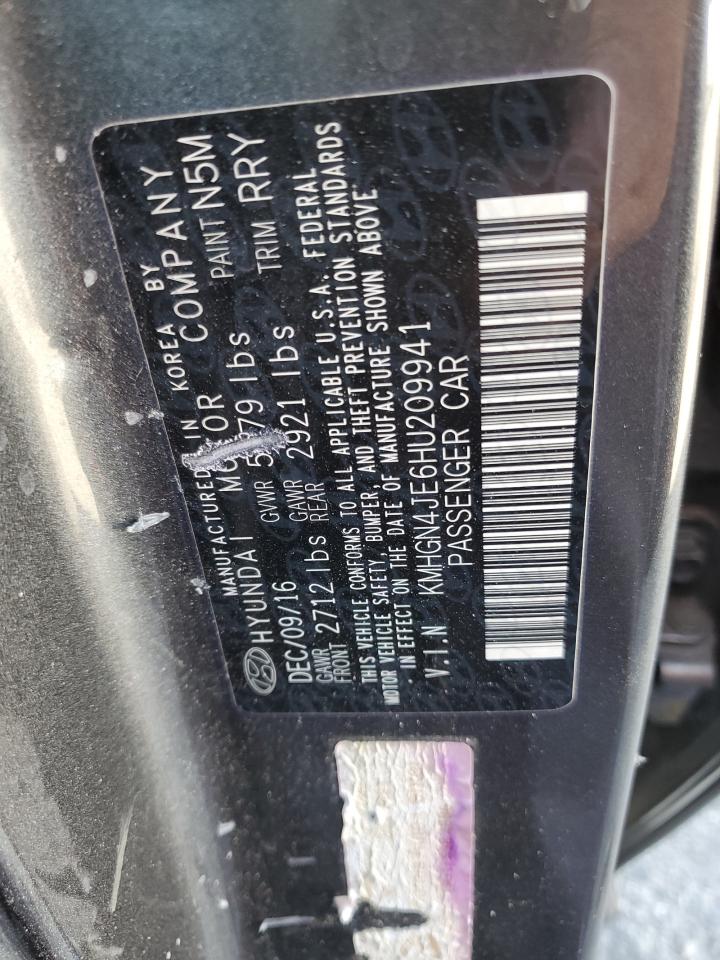 MANUFACTURED IN KOREA BY
HYUNDAI MOTOR COMPANY
DEC/09/16 GVWR 5 79 lbs PAINT N5M
GAWR FRONT 2712 lbs GAWR REAR 2921 lbs TRIM RRY
THIS VEHICLE CONFORMS TO ALL APPLICABLE U.S.A. FEDERAL
MOTOR VEHICLE SAFETY, BUMPER, AND THEFT PREVENTION STANDARDS
IN EFFECT ON THE DATE OF MANUFACTURE SHOWN ABOVE.
V.I.N KMHGN4JE6HU209941
PASSENGER CAR